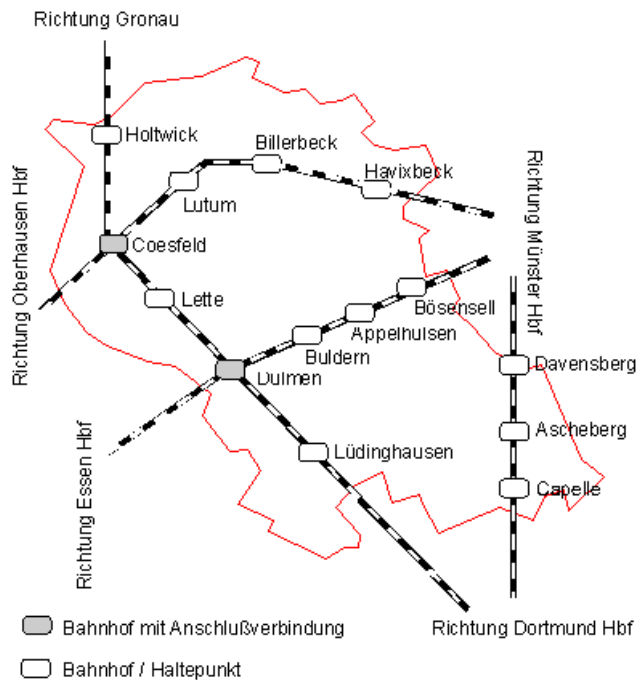 Richtung Gronau
Holtwick
Billerbeck
Havixbeck
Lutum
Richtung Münster Hbf
Richtung Oberhausen Hbf
Coesfeld
Lette
Bösensell
Appelhulsen
Buldern
Davensberg
Dülmen
Richtung Essen Hbf
Lüdinghausen
Ascheberg
Capelle
Bahnhof mit Anschlußverbindung
Richtung Dortmund Hbf
Bahnhof / Haltepunkt